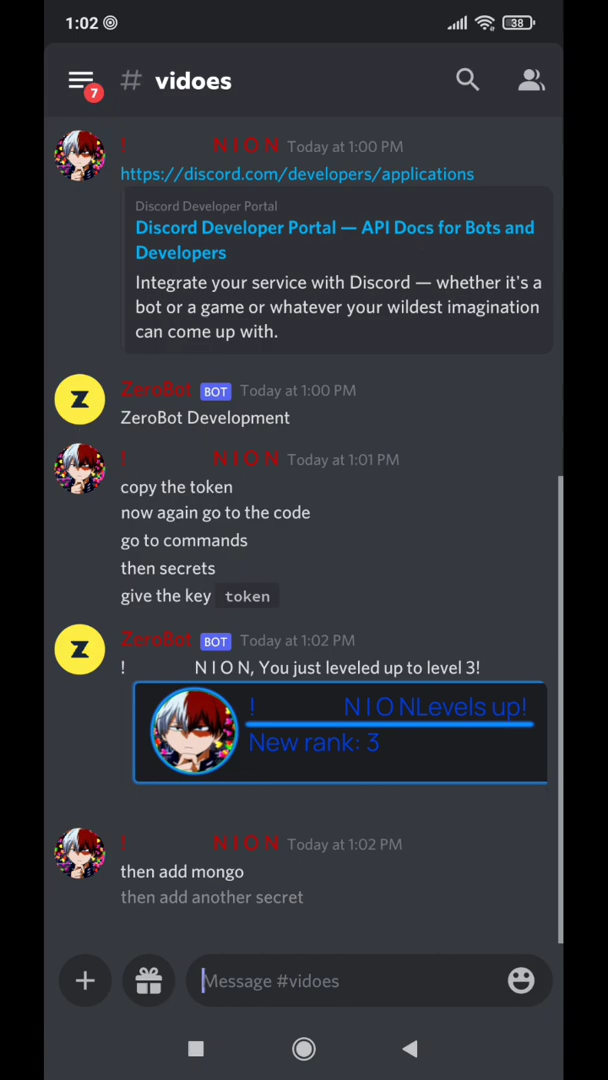 1:02
38
7
# vidoes
! N I O N Today at 1:00 PM
https://discord.com/developers/applications
Discord Developer Portal
Discord Developer Portal — API Docs for Bots and
Developers
Integrate your service with Discord — whether it's a
bot or a game or whatever your wildest imagination
can come up with.
Z
ZeroBot BOT Today at 1:00 PM
ZeroBot Development
! N I O N Today at 1:01 PM
copy the token
now again go to the code
go to commands
then secrets
give the key token
Z
ZeroBot BOT Today at 1:02 PM
! N I O N, You just leveled up to level 3!
! N I O NLevels up!
New rank: 3
! N I O N Today at 1:02 PM
then add mongo
then add another secret
Message #vidoes